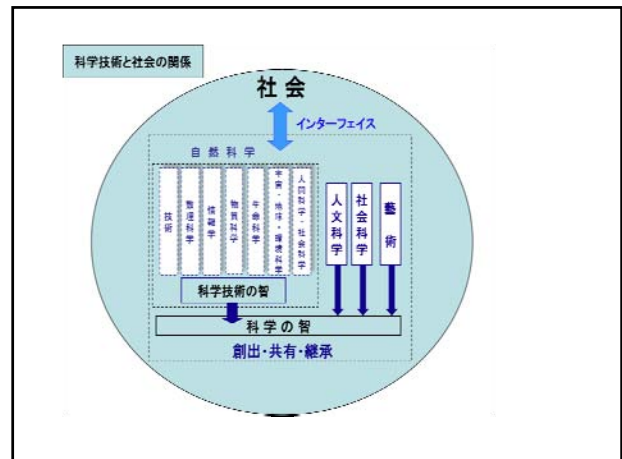 科学技術と社会の関係
社会
インターフェイス
自然科学
技術
数理科学
情報学
物質科学
生命科学
宇宙・地球・環境科学
人間科学・社会科学
人文科学
社会科学
藝術
科学技術の智
科学の智
創出・共有・継承